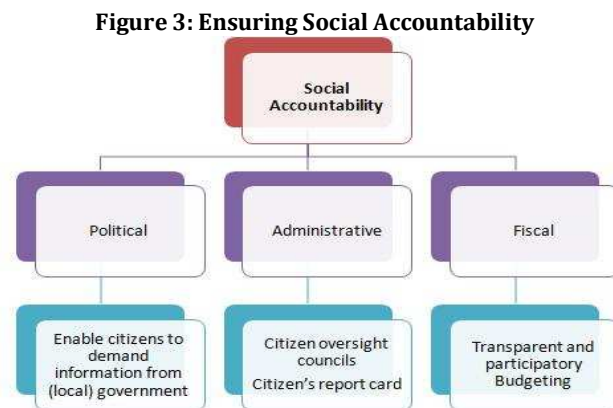 Figure 3: Ensuring Social Accountability
Social
Accountability
Political
Administrative
Fiscal
Enable citizens to
demand
information from
(local) government
Citizen oversight
councils
Citizen's report card
Transparent and
participatory
Budgeting